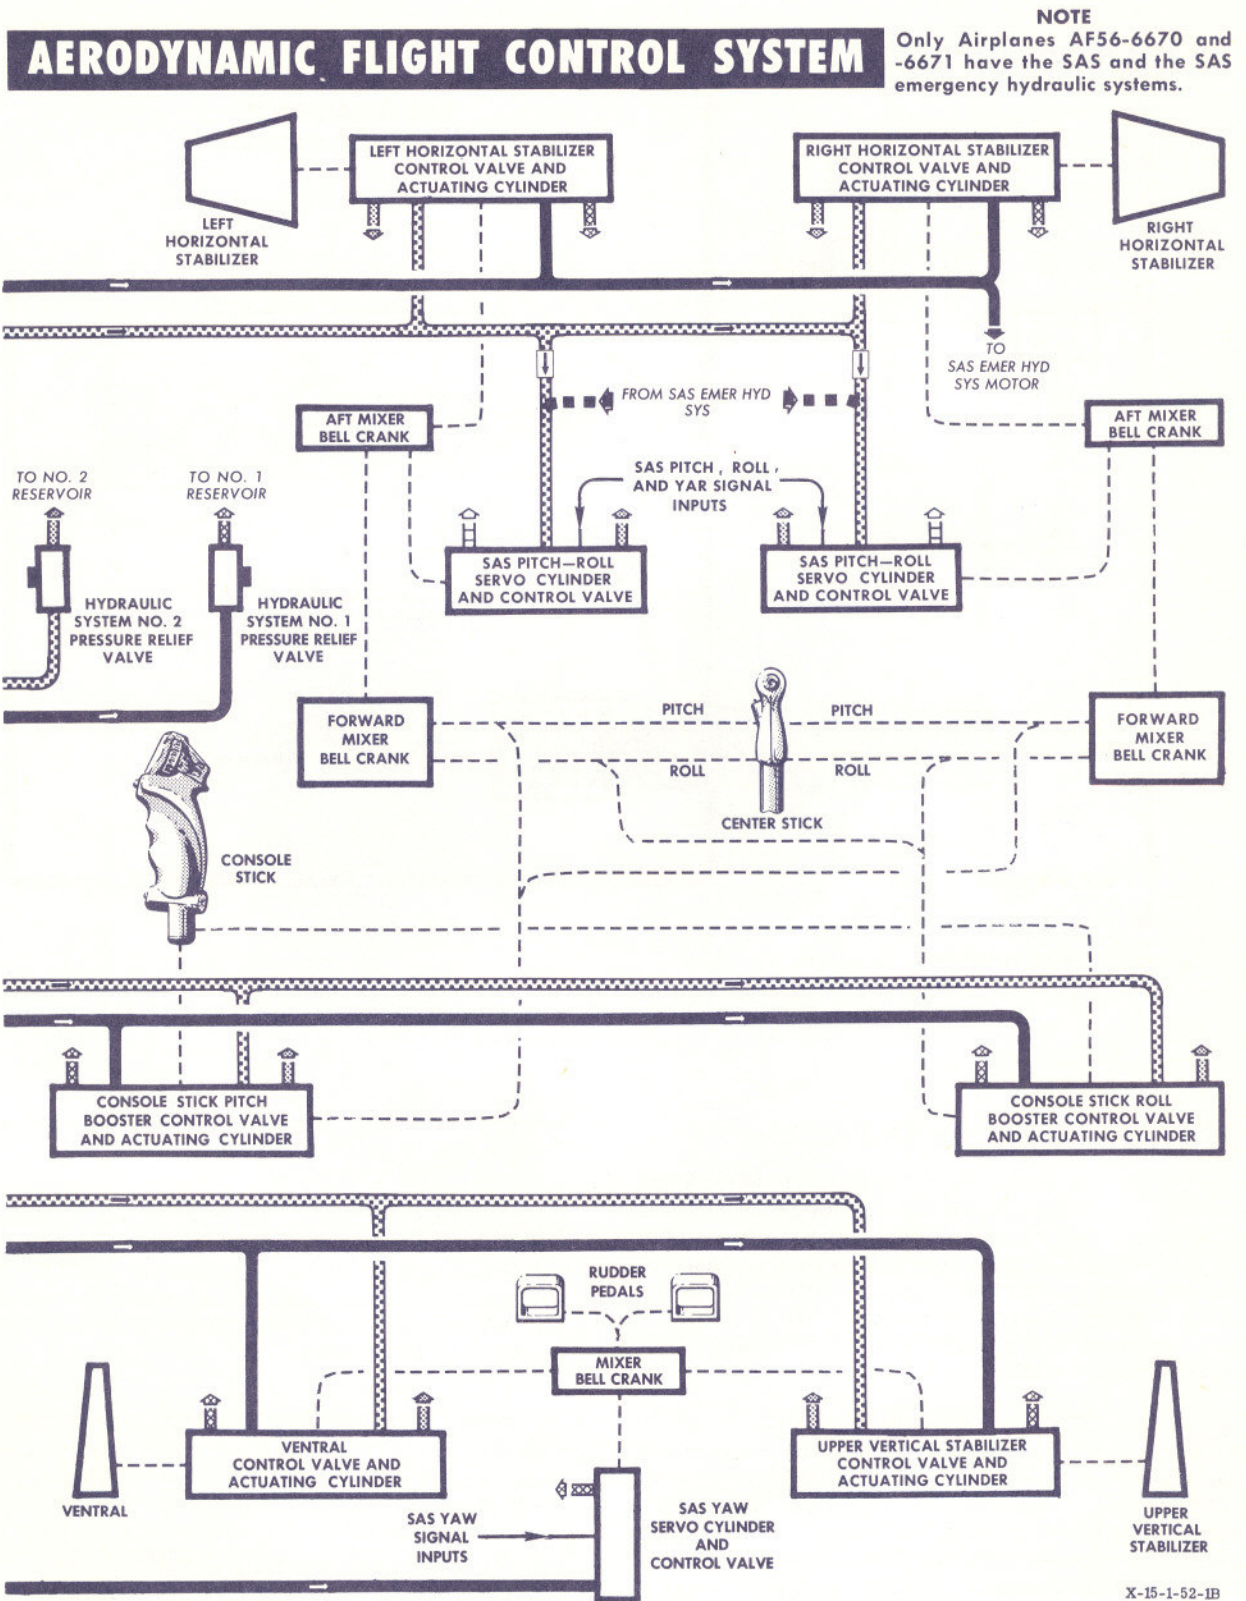 AERODYNAMIC FLIGHT CONTROL SYSTEM
NOTE
Only Airplanes AF56-6670 and
-6671 have the SAS and the SAS
emergency hydraulic systems.
LEFT HORIZONTAL STABILIZER
CONTROL VALVE AND
ACTUATING CYLINDER
RIGHT HORIZONTAL STABILIZER
CONTROL VALVE AND
ACTUATING CYLINDER
LEFT
HORIZONTAL
STABILIZER
RIGHT
HORIZONTAL
STABILIZER
TO
SAS EMER HYD
SYS MOTOR
FROM SAS EMER HYD
SYS
AFT MIXER
BELL CRANK
AFT MIXER
BELL CRANK
TO NO. 2
RESERVOIR
TO NO. 1
RESERVOIR
SAS PITCH, ROLL,
AND YAR SIGNAL
INPUTS
SAS PITCH—ROLL
SERVO CYLINDER
AND CONTROL VALVE
SAS PITCH—ROLL
SERVO CYLINDER
AND CONTROL VALVE
HYDRAULIC
SYSTEM NO. 2
PRESSURE RELIEF
VALVE
HYDRAULIC
SYSTEM NO. 1
PRESSURE RELIEF
VALVE
FORWARD
MIXER
BELL CRANK
PITCH
PITCH
ROLL
ROLL
FORWARD
MIXER
BELL CRANK
CENTER STICK
CONSOLE
STICK
CONSOLE STICK PITCH
BOOSTER CONTROL VALVE
AND ACTUATING CYLINDER
CONSOLE STICK ROLL
BOOSTER CONTROL VALVE
AND ACTUATING CYLINDER
RUDDER
PEDALS
MIXER
BELL CRANK
VENTRAL
CONTROL VALVE AND
ACTUATING CYLINDER
UPPER VERTICAL STABILIZER
CONTROL VALVE AND
ACTUATING CYLINDER
VENTRAL
SAS YAW
SIGNAL
INPUTS
SAS YAW
SERVO CYLINDER
AND
CONTROL VALVE
UPPER
VERTICAL
STABILIZER
X-15-1-52-1B